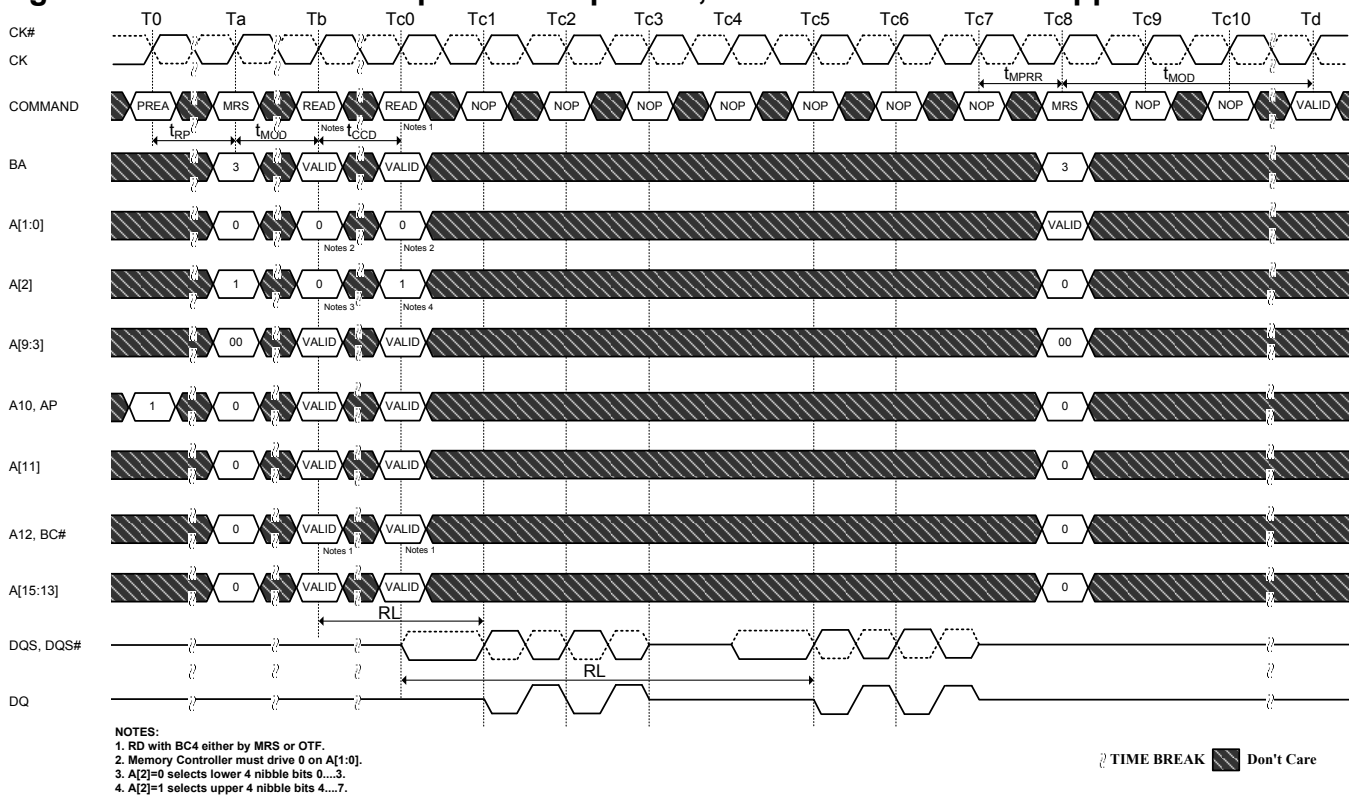 T0 Ta Tb Tc0 Tc1 Tc2 Tc3 Tc4 Tc5 Tc6 Tc7 Tc8 Tc9 Tc10 Td
CK#
CK
tMPRR tMOD
COMMAND PREA MRS READ READ NOP NOP NOP NOP NOP NOP NOP MRS NOP NOP VALID
Notes 1 Notes 1
tRP tMOD tCCD
BA 3 VALID VALID 3
A[1:0] 0 0 0 VALID
Notes 2 Notes 2
A[2] 1 0 1 0
Notes 3 Notes 4
A[9:3] 00 VALID VALID 00
A10, AP 1 0 VALID VALID 0
A[11] 0 VALID VALID 0
A12, BC# 0 VALID VALID 0
Notes 1 Notes 1
A[15:13] 0 VALID VALID 0
RL
DQS, DQS#
RL
DQ
NOTES:
1. RD with BC4 either by MRS or OTF.
2. Memory Controller must drive 0 on A[1:0].
3. A[2]=0 selects lower 4 nibble bits 0....3.
4. A[2]=1 selects upper 4 nibble bits 4....7.
TIME BREAK Don't Care